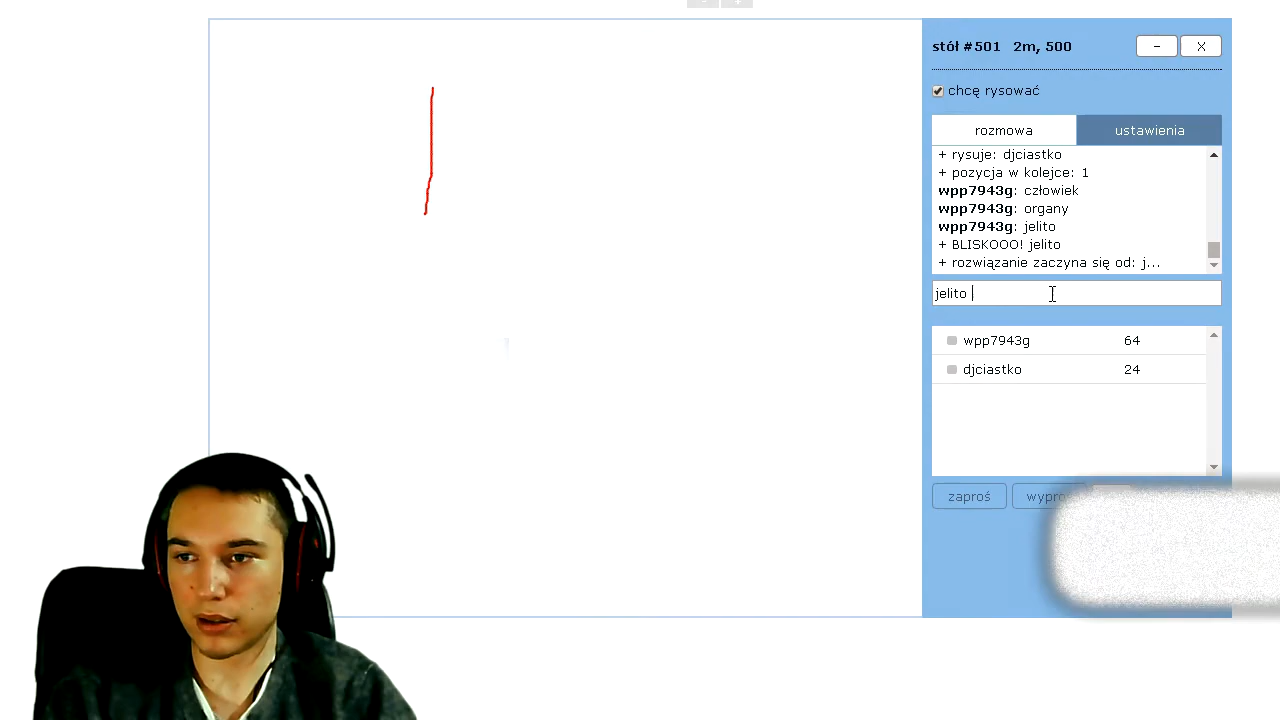 - +
stół #501 2m, 500
– X
chcę rysować
rozmowa ustawienia
+ rysuje: djciastko
+ pozycja w kolejce: 1
wpp7943g: człowiek
wpp7943g: organy
wpp7943g: jelito
+ BLISKOOO! jelito
+ rozwiązanie zaczyna się od: j...
jelito
wpp7943g 64
djciastko 24
zaproś